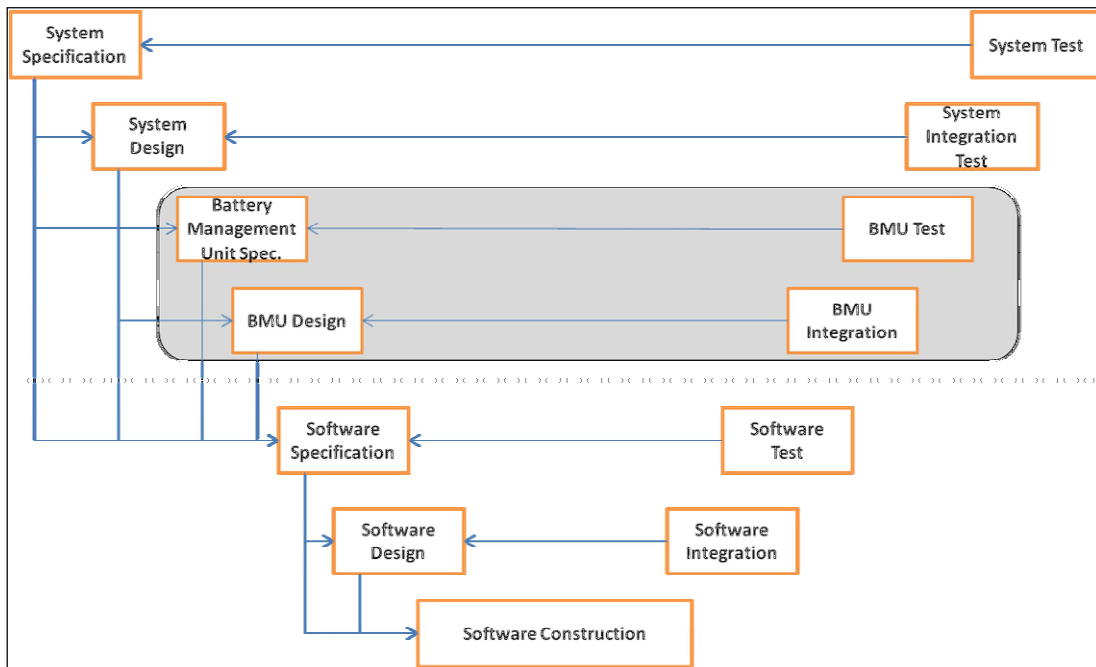 System
Specification
System Test
System
Design
System
Integration
Test
Battery
Management
Unit Spec.
BMU Test
BMU Design
BMU
Integration
Software
Specification
Software
Test
Software
Design
Software
Integration
Software Construction